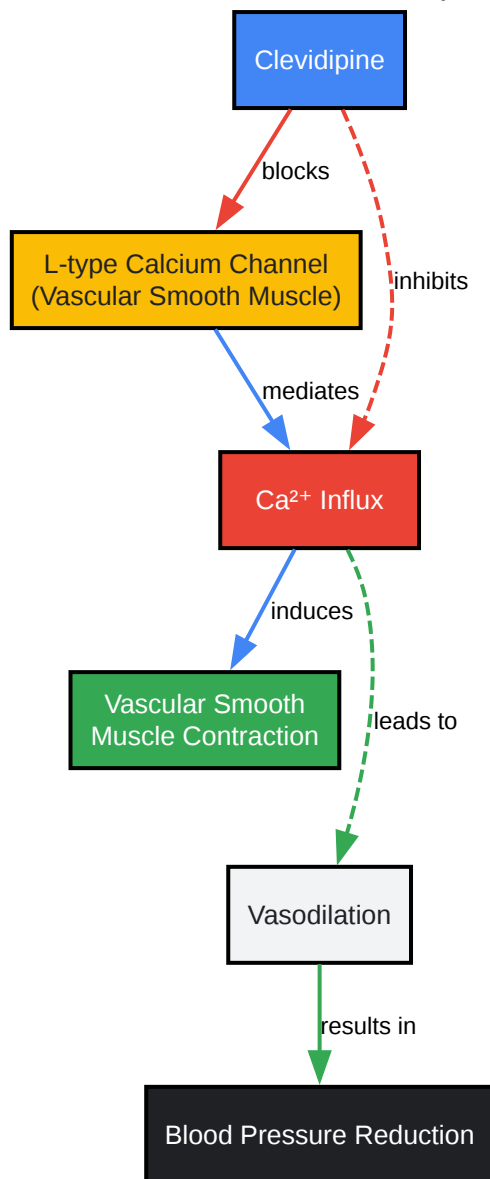 Clevidipine
blocks
inhibits
L-type Calcium Channel
(Vascular Smooth Muscle)
mediates
Ca²⁺ Influx
induces
Vascular Smooth
Muscle Contraction
leads to
Vasodilation
results in
Blood Pressure Reduction